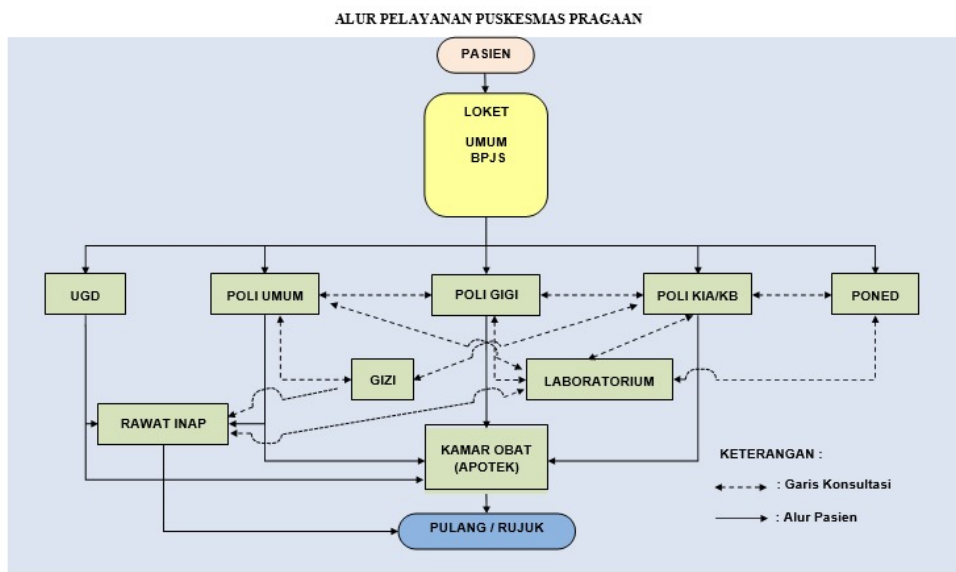 ALUR PELAYANAN PUSKESMAS PRAGAAN
PASIEN
LOKET
UMUM
BPJS
UGD
POLI UMUM
POLI GIGI
POLI KIA/KB
PONED
GIZI
LABORATORIUM
RAWAT INAP
KAMAR OBAT
(APOTEK)
KETERANGAN :
: Garis Konsultasi
: Alur Pasien
PULANG / RUJUK